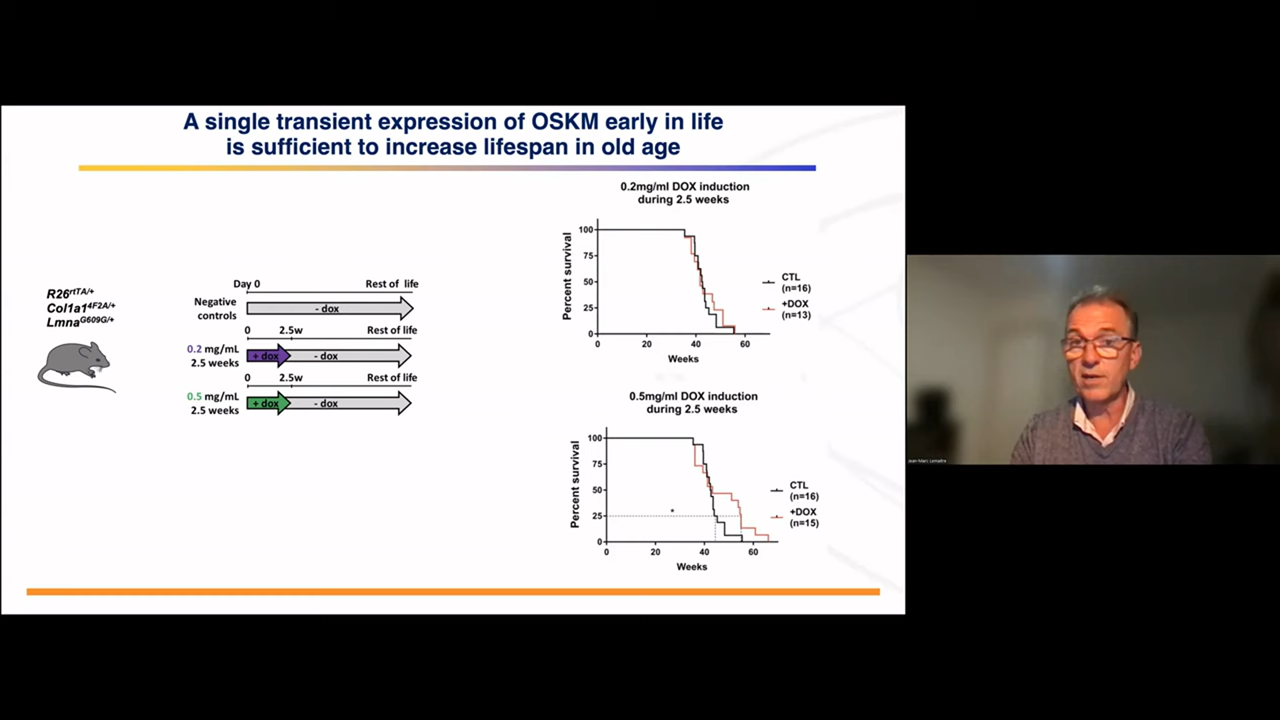 A single transient expression of OSKM early in life
is sufficient to increase lifespan in old age
R26rtTA/+
Col1a14F2A/+
LmnaG609G/+
Day 0
Rest of life
Negative
controls
- dox
0
2.5w
Rest of life
0.2 mg/mL
2.5 weeks
+ dox
- dox
0
2.5w
Rest of life
0.5 mg/mL
2.5 weeks
+ dox
- dox
0.2mg/ml DOX induction
during 2.5 weeks
Percent survival
100
75
50
25
0
0
20
40
60
Weeks
CTL
(n=16)
+DOX
(n=13)
0.5mg/ml DOX induction
during 2.5 weeks
Percent survival
100
75
50
25
0
*
0
20
40
60
Weeks
CTL
(n=16)
+DOX
(n=15)
Jean-Marc Lemaitre